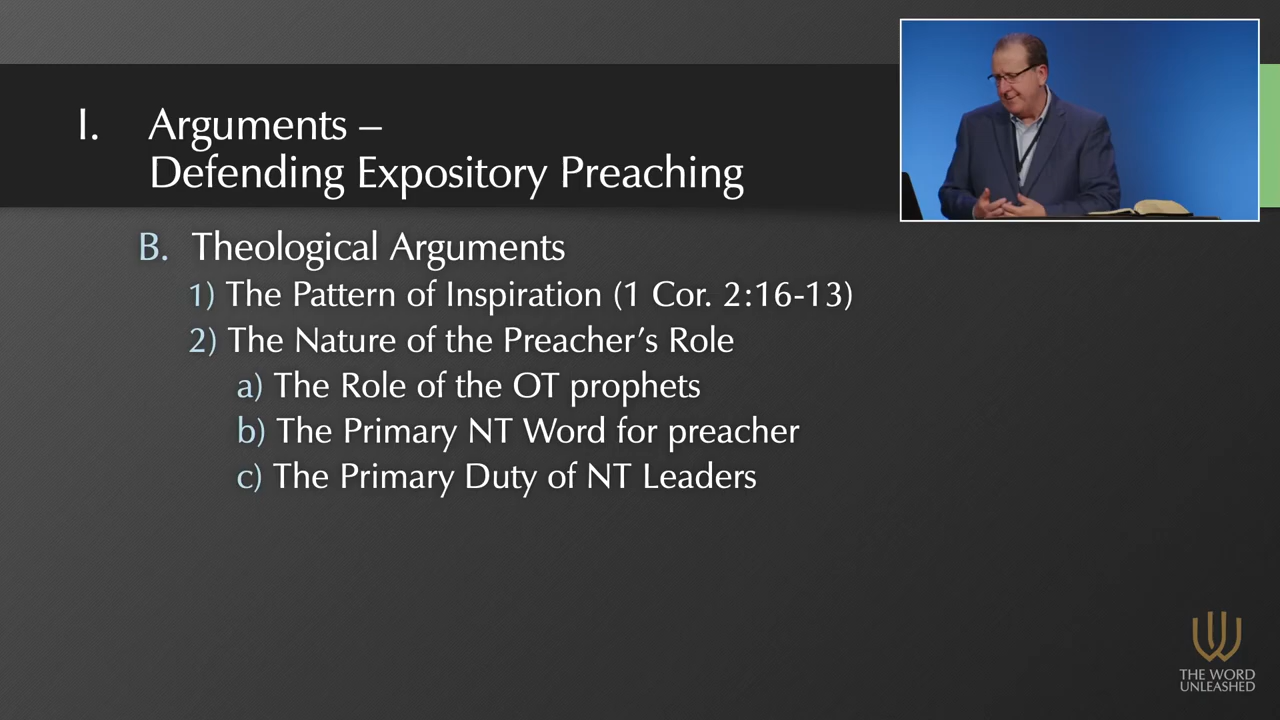 I. Arguments –
Defending Expository Preaching
B. Theological Arguments
1) The Pattern of Inspiration (1 Cor. 2:16-13)
2) The Nature of the Preacher’s Role
a) The Role of the OT prophets
b) The Primary NT Word for preacher
c) The Primary Duty of NT Leaders
THE WORD
UNLEASHED